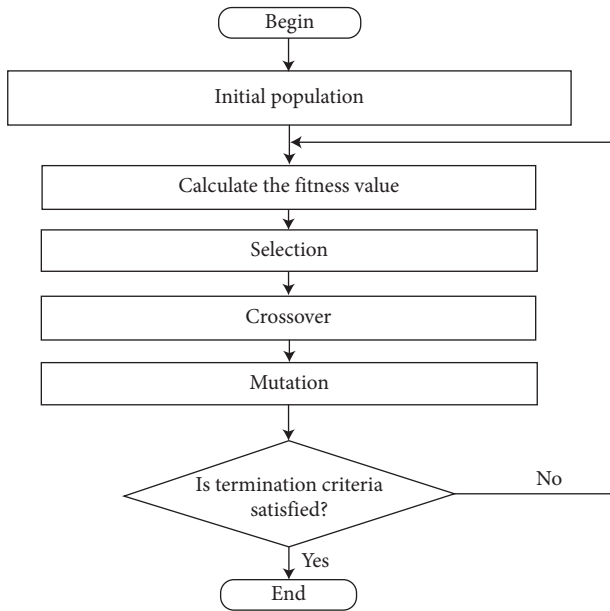 Begin
Initial population
Calculate the fitness value
Selection
Crossover
Mutation
Is termination criteria
satisfied?
No
Yes
End